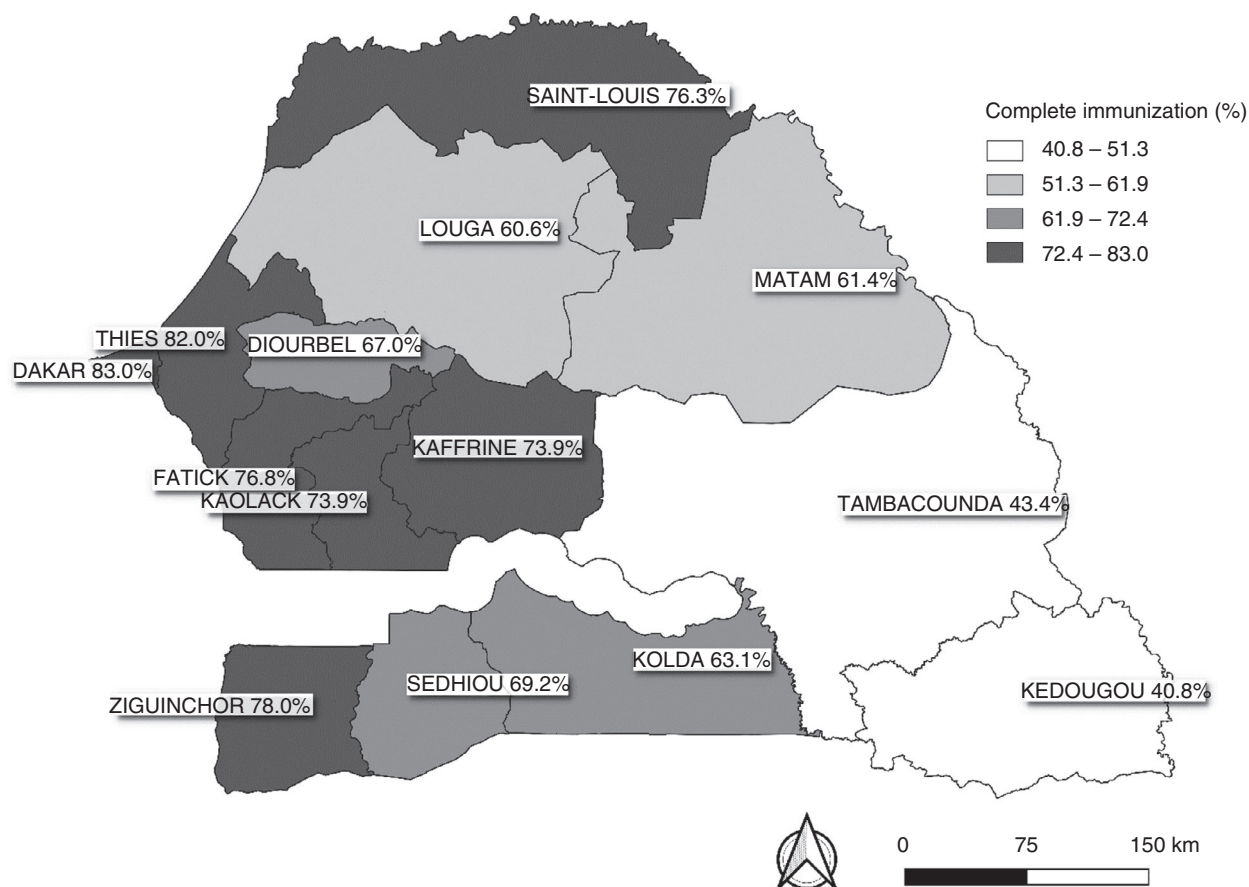 SAINT-LOUIS 76.3%
Complete immunization (%)
40.8 – 51.3
51.3 – 61.9
61.9 – 72.4
72.4 – 83.0
LOUGA 60.6%
MATAM 61.4%
THIES 82.0%
DIOURBEL 67.0%
DAKAR 83.0%
KAFFRINE 73.9%
FATICK 76.8%
KAOLACK 73.9%
TAMBACOUNDA 43.4%
KOLDA 63.1%
SEDHIOU 69.2%
KEDOUGOU 40.8%
ZIGUINCHOR 78.0%
0 75 150 km